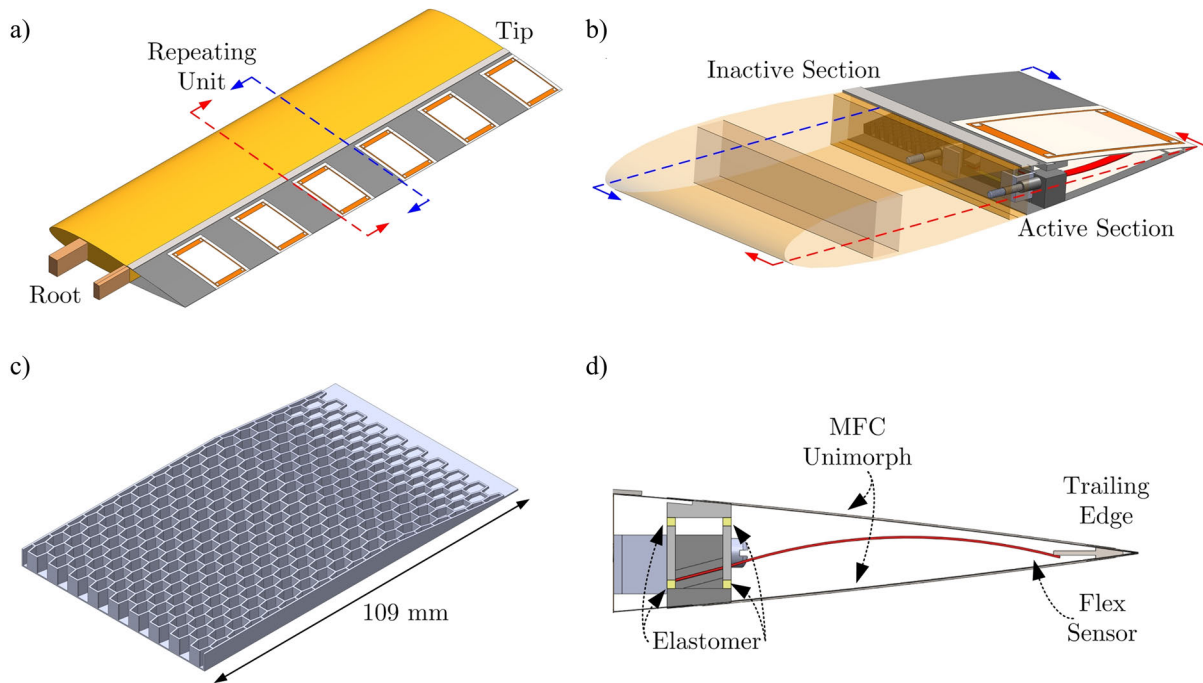 a)
Repeating
Unit
Tip
Root
b)
Inactive Section
Active Section
c)
109 mm
d)
MFC
Unimorph
Trailing
Edge
Elastomer
Flex
Sensor